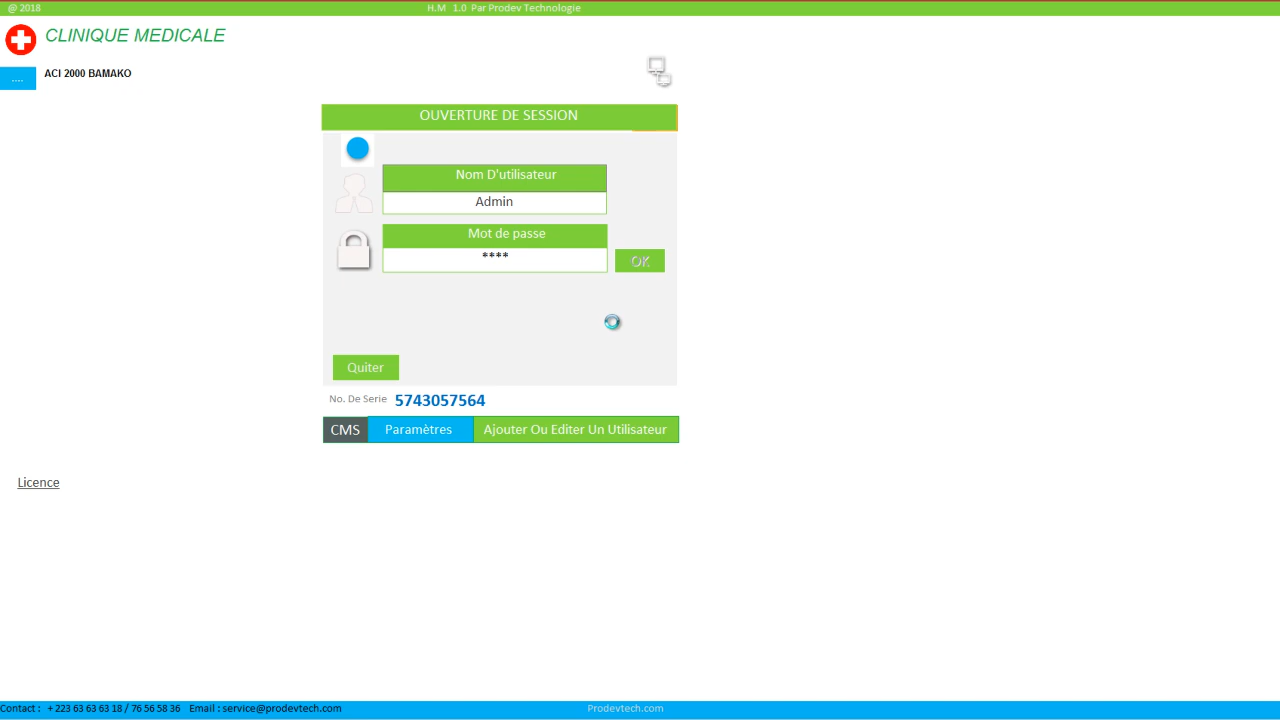 @ 2018
H.M 1.0 Par Prodev Technologie
CLINIQUE MEDICALE
....
ACI 2000 BAMAKO
OUVERTURE DE SESSION
Nom D'utilisateur
Admin
Mot de passe
****
OK
Quiter
No. De Serie 5743057564
CMS Paramètres Ajouter Ou Editer Un Utilisateur
Licence
Contact : + 223 63 63 63 18 / 76 56 58 36 Email : service@prodevtech.com Prodevtech.com